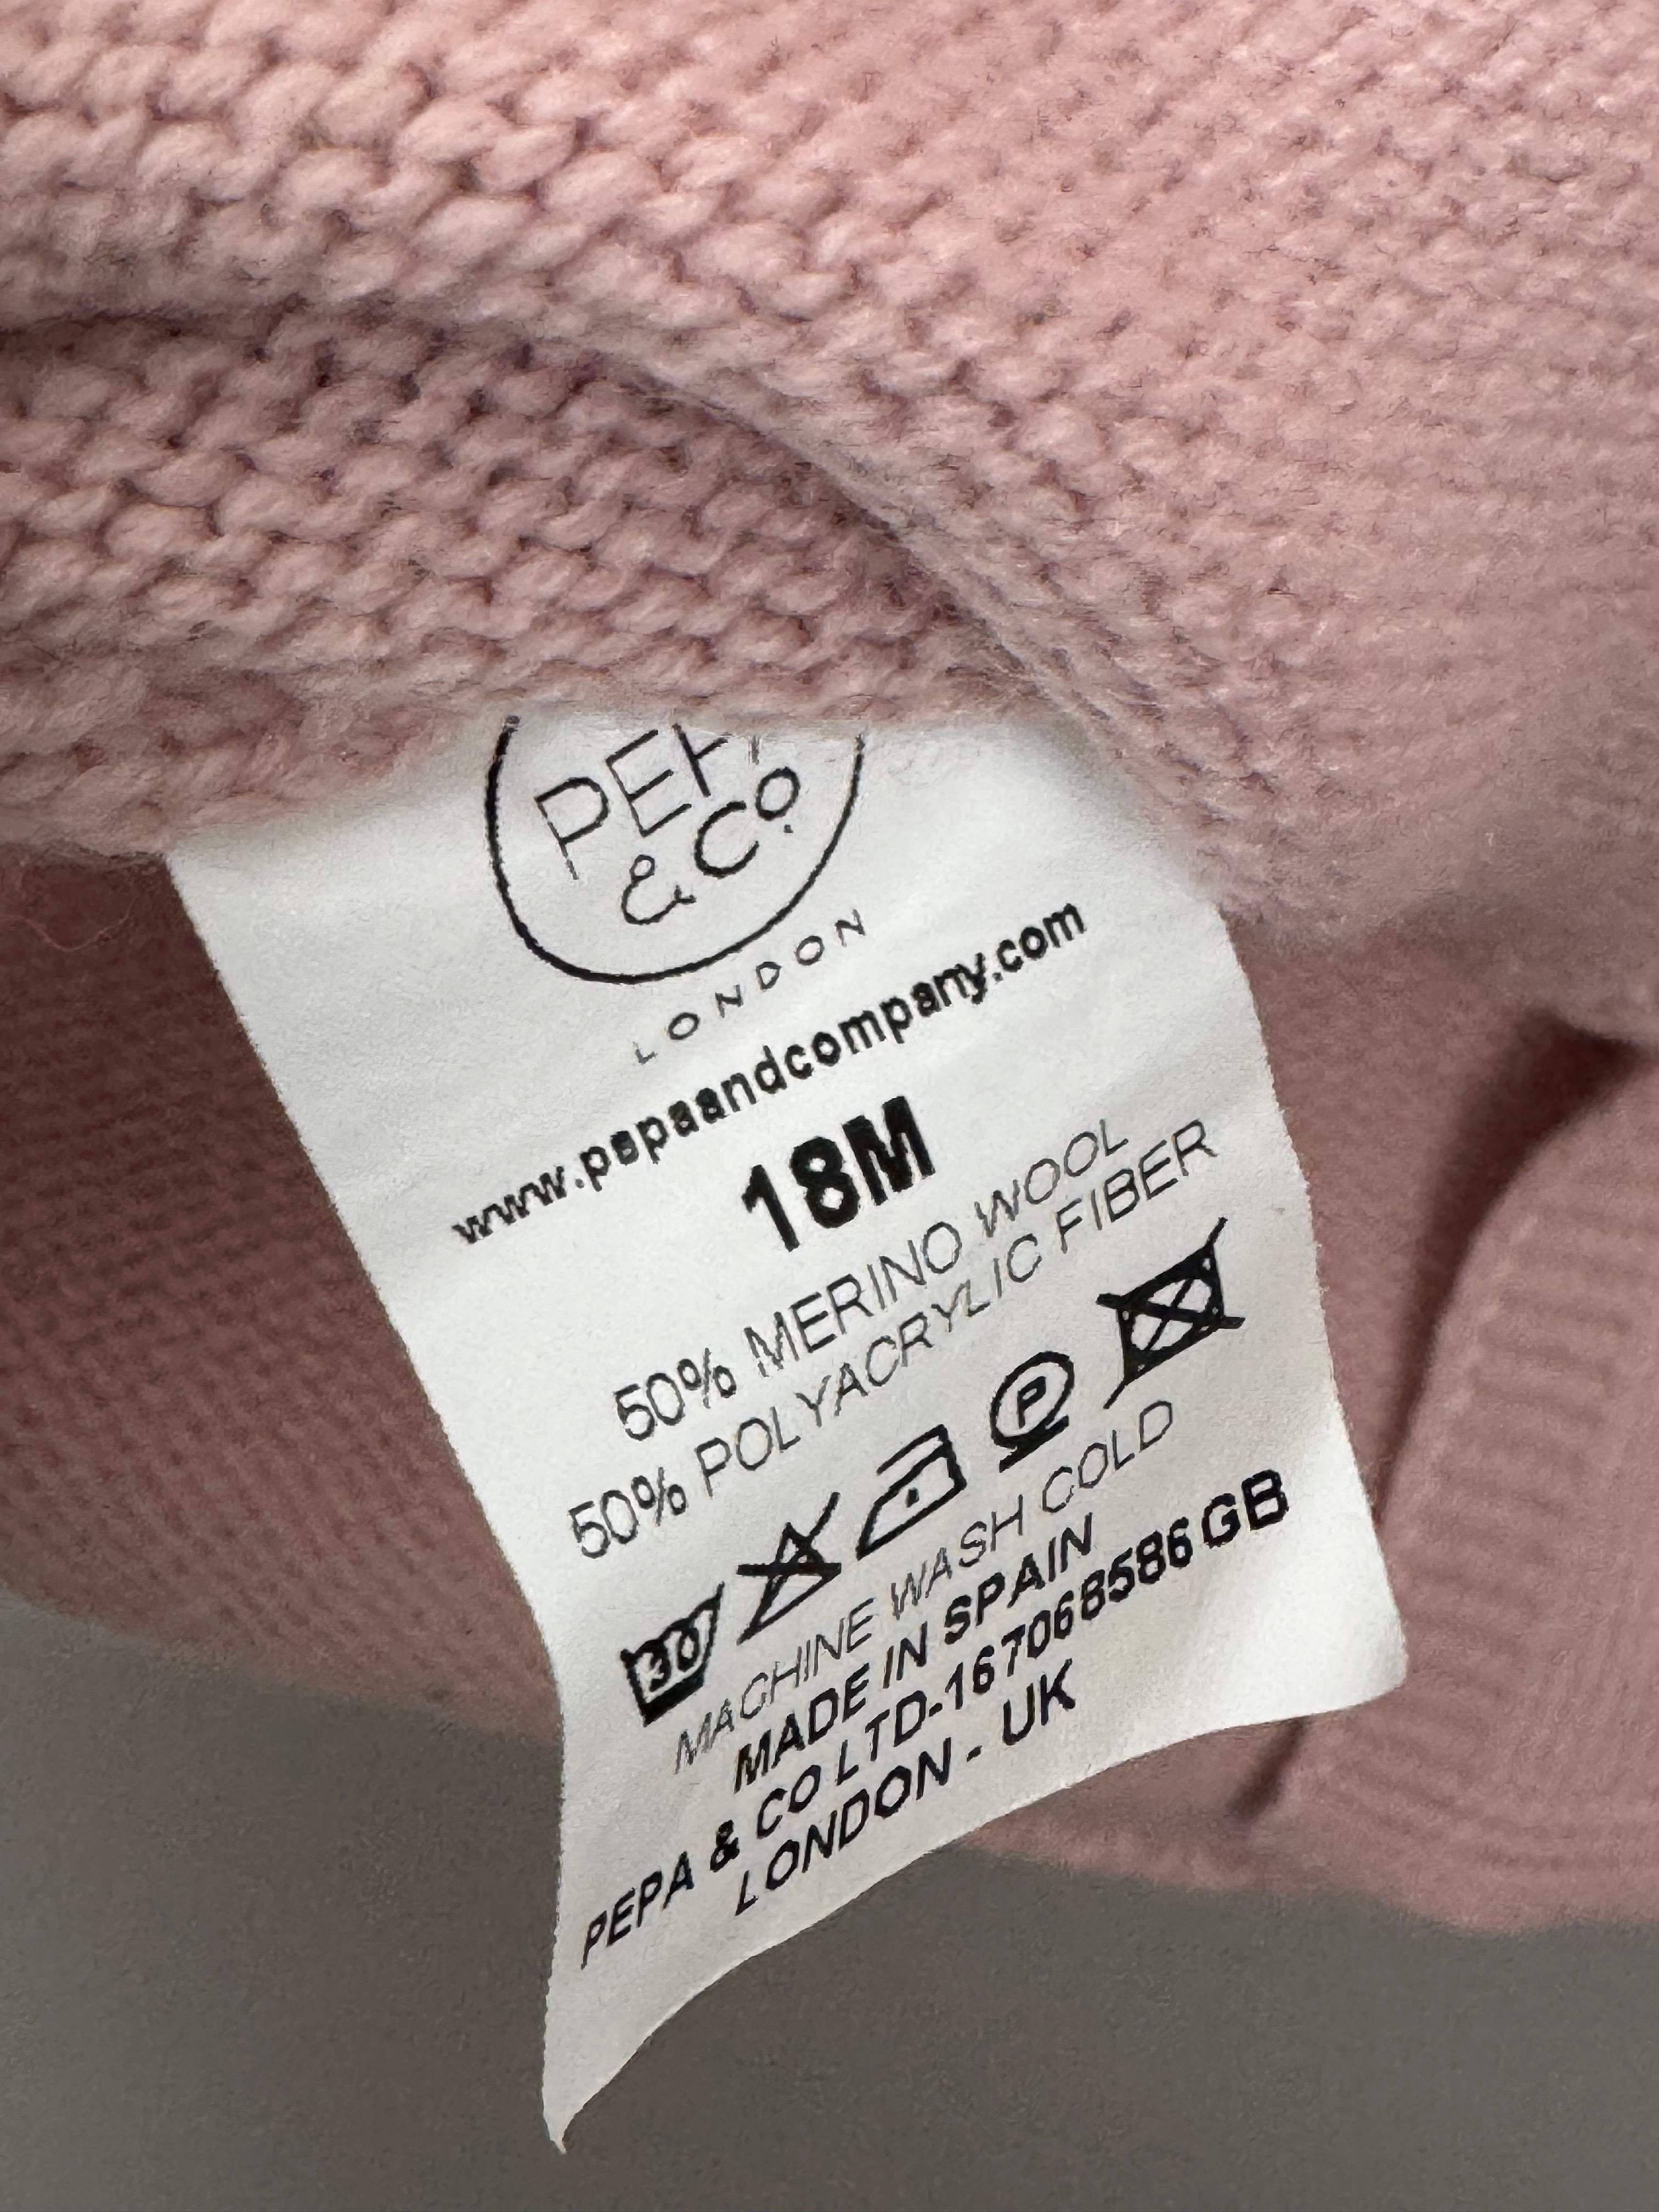 PEP
& Co.
LONDON
www.pepaandcompany.com
18M
50% MERINO WOOL
50% POLYACRYLIC FIBER
30 P
MACHINE WASH COLD
MADE IN SPAIN
PEPA & CO LTD-167068586 GB
LONDON - UK